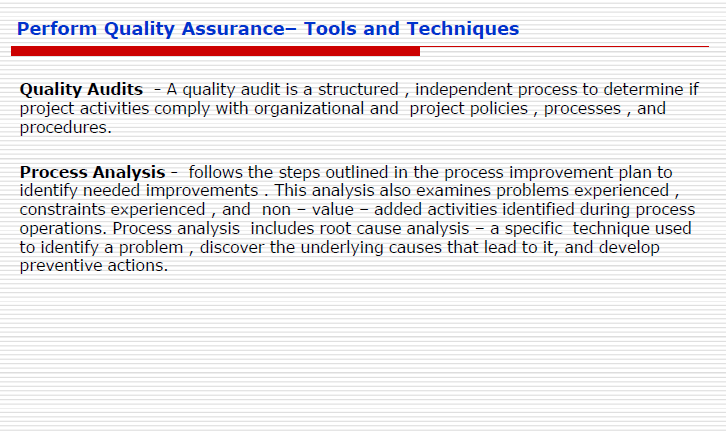 Perform Quality Assurance– Tools and Techniques
Quality Audits - A quality audit is a structured , independent process to determine if
project activities comply with organizational and project policies , processes , and
procedures.
Process Analysis - follows the steps outlined in the process improvement plan to
identify needed improvements . This analysis also examines problems experienced ,
constraints experienced , and non – value – added activities identified during process
operations. Process analysis includes root cause analysis – a specific technique used
to identify a problem , discover the underlying causes that lead to it, and develop
preventive actions.